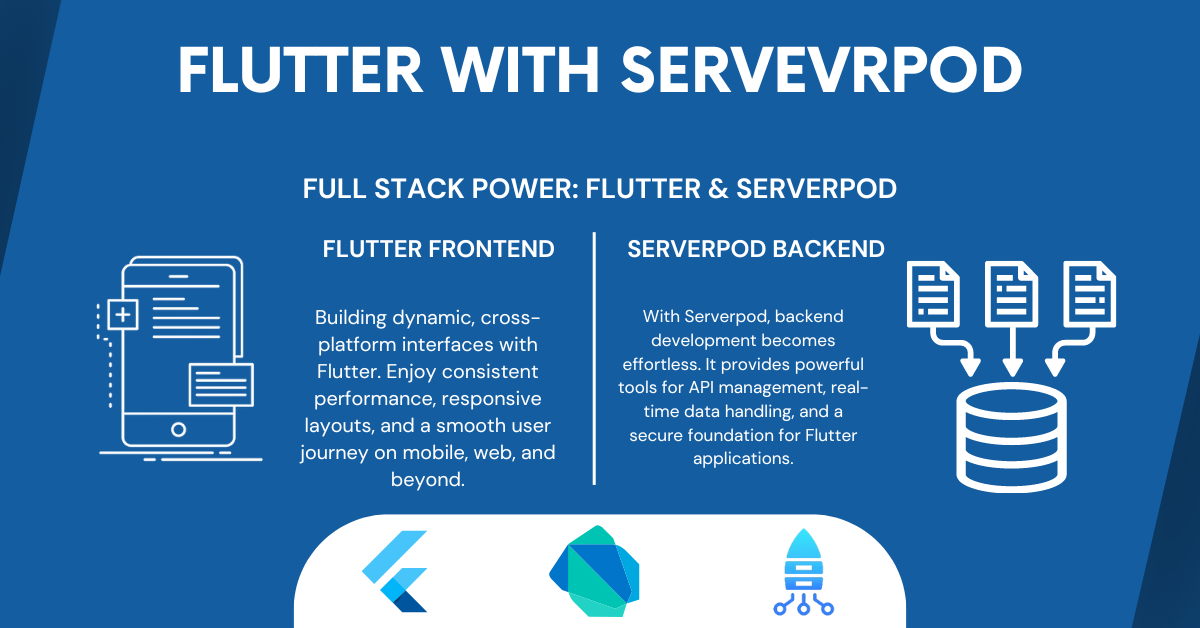 FLUTTER WITH SERVEVRPOD
FULL STACK POWER: FLUTTER & SERVERPOD
FLUTTER FRONTEND
Building dynamic, cross-
platform interfaces with
Flutter. Enjoy consistent
performance, responsive
layouts, and a smooth user
journey on mobile, web, and
beyond.
SERVERPOD BACKEND
With Serverpod, backend
development becomes
effortless. It provides powerful
tools for API management, real-
time data handling, and a
secure foundation for Flutter
applications.